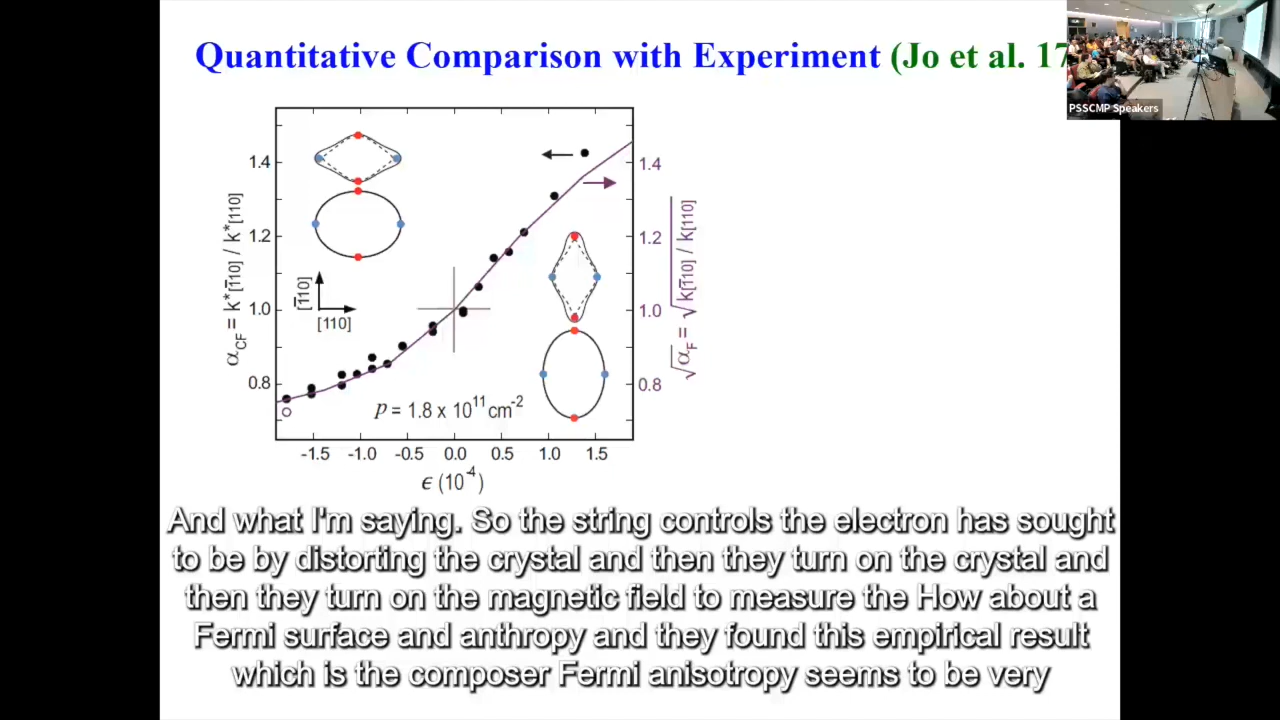 Quantitative Comparison with Experiment (Jo et al. 17
PSSCMP Speakers
1.4
1.2
1.0
0.8
αCF = k*[1̅10] / k*[110]
[1̅10]
[110]
p = 1.8 x 10¹¹ cm⁻²
1.4
1.2
1.0
0.8
√αF = √k[1̅10] / k[110]
-1.5 -1.0 -0.5 0.0 0.5 1.0 1.5
ϵ (10⁻⁴)
And what I'm saying. So the string controls the electron has sought
to be by distorting the crystal and then they turn on the crystal and
then they turn on the magnetic field to measure the How about a
Fermi surface and anthropy and they found this empirical result
which is the composer Fermi anisotropy seems to be very